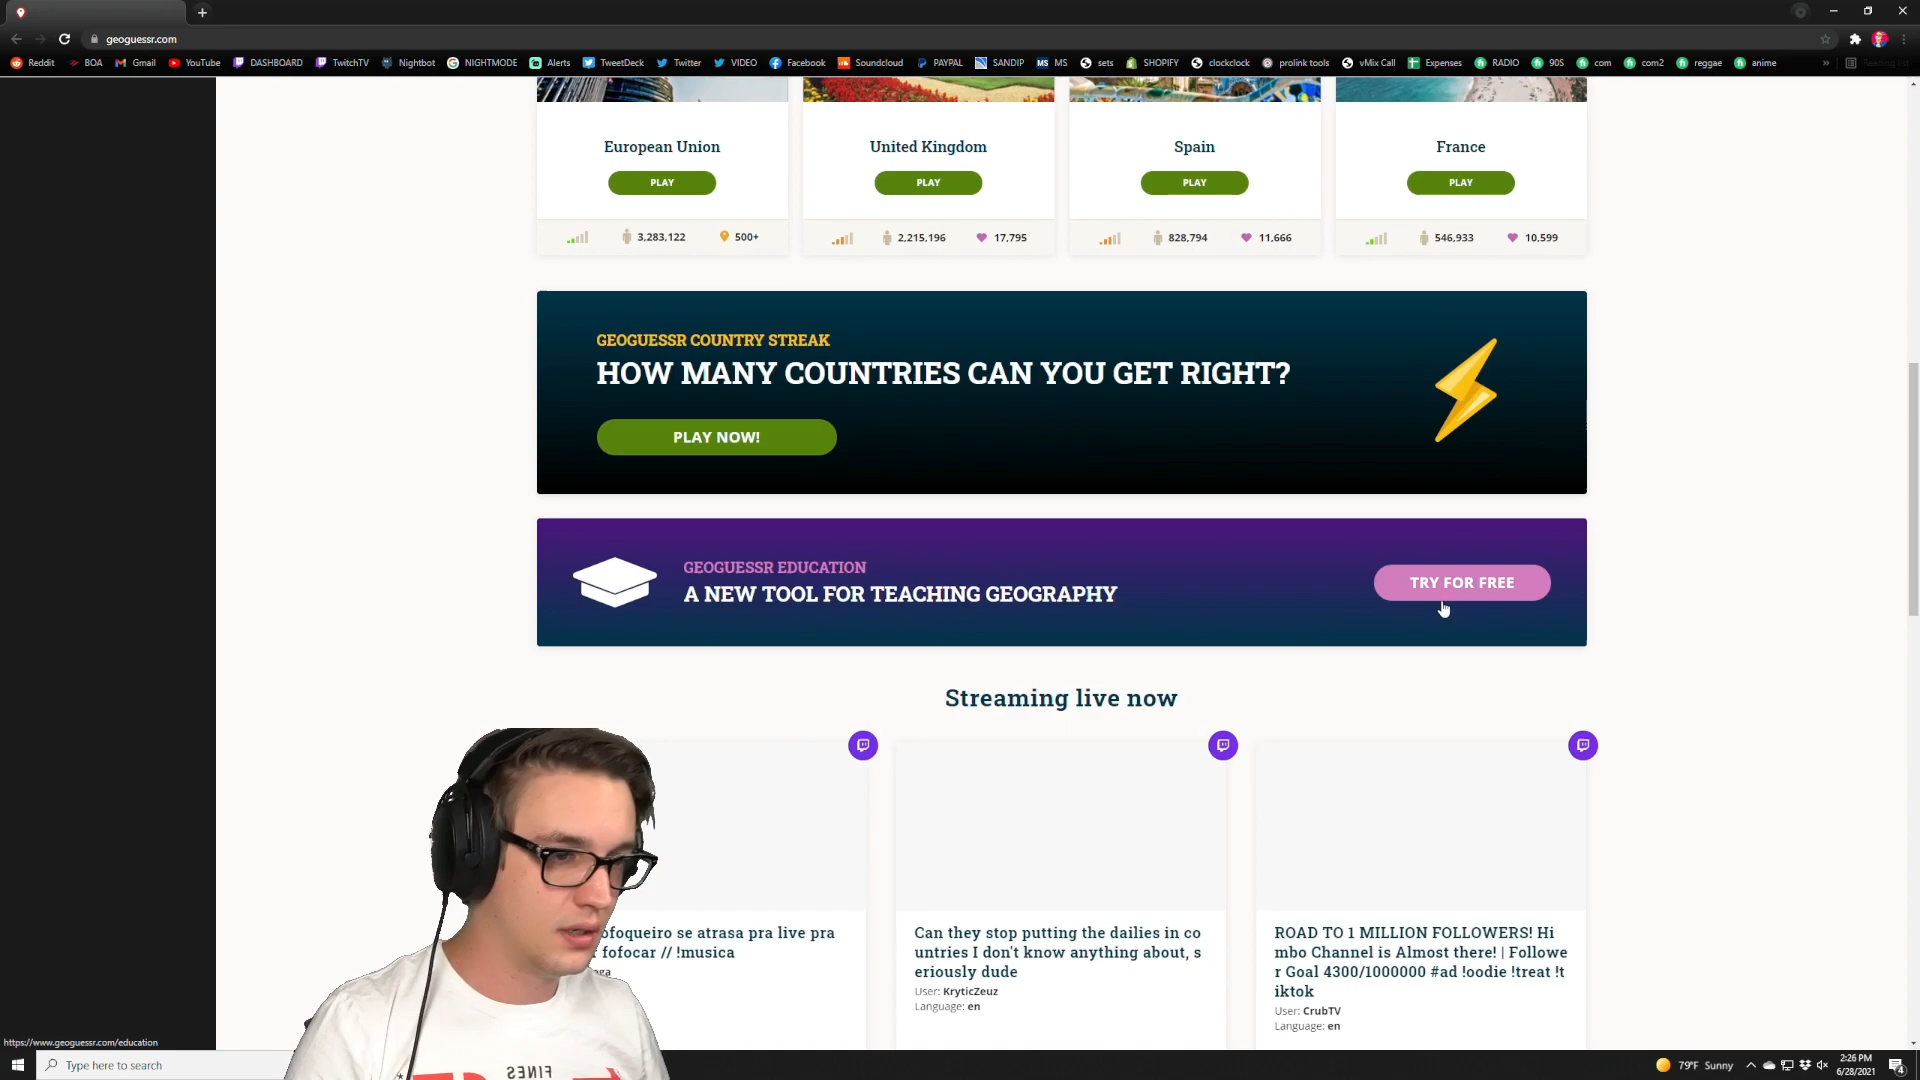 geoguessr.com
Reddit BOA Gmail YouTube DASHBOARD TwitchTV Nightbot NIGHTMODE Alerts TweetDeck Twitter VIDEO Facebook Soundcloud PAYPAL SANDIP MS sets SHOPIFY clockclock prolink tools vMix Call Expenses RADIO 90S com com2 reggae anime » Reading list
European Union United Kingdom Spain France
PLAY PLAY PLAY PLAY
3,283,122 500+ 2,215,196 17,795 828,794 11,666 546,933 10,599
GEOGUESSR COUNTRY STREAK
HOW MANY COUNTRIES CAN YOU GET RIGHT?
PLAY NOW!
GEOGUESSR EDUCATION
A NEW TOOL FOR TEACHING GEOGRAPHY
TRY FOR FREE
Streaming live now
ofoqueiro se atrasa pra live pra
fofocar // !musica
Can they stop putting the dailies in co
untries I don't know anything about, s
eriously dude
User: KryticZeuz
Language: en
ROAD TO 1 MILLION FOLLOWERS! Hi
mbo Channel is Almost there! | Followe
r Goal 4300/1000000 #ad !oodie !treat !t
iktok
User: CrubTV
Language: en
https://www.geoguessr.com/education
Type here to search
FINES
79°F Sunny
2:26 PM
6/28/2021
4